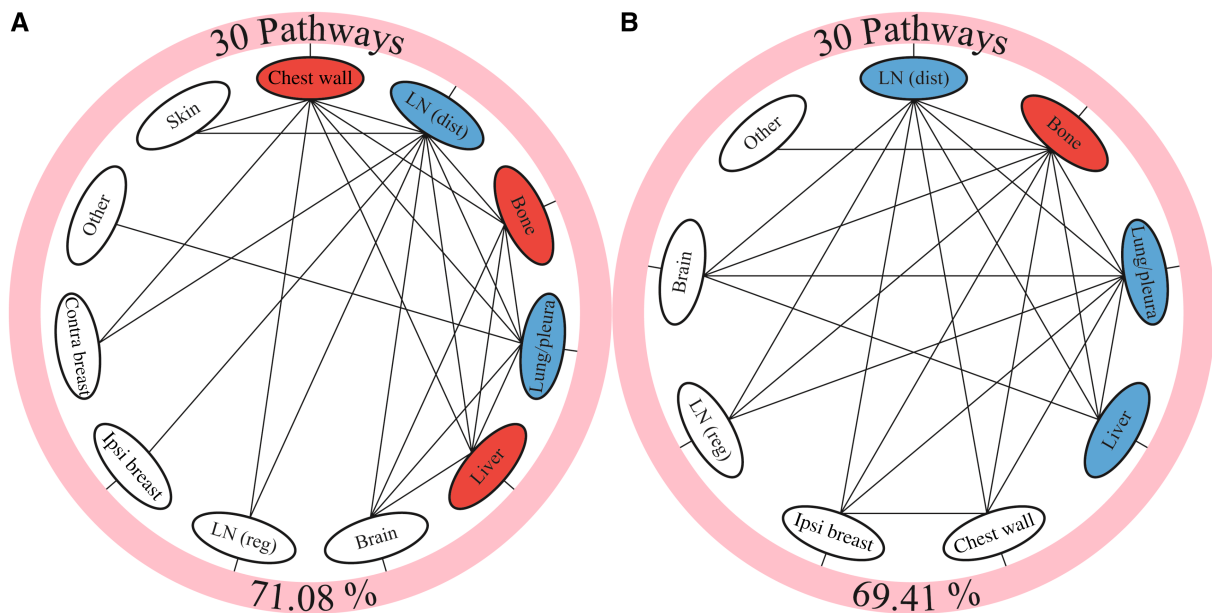 A
30 Pathways
Chest wall
LN (dist)
Bone
Lung/pleura
Liver
Brain
LN (reg)
Ipsi breast
Contra breast
Other
Skin
71.08 %
B
30 Pathways
LN (dist)
Bone
Lung/pleura
Liver
Chest wall
Ipsi breast
LN (reg)
Brain
Other
69.41 %